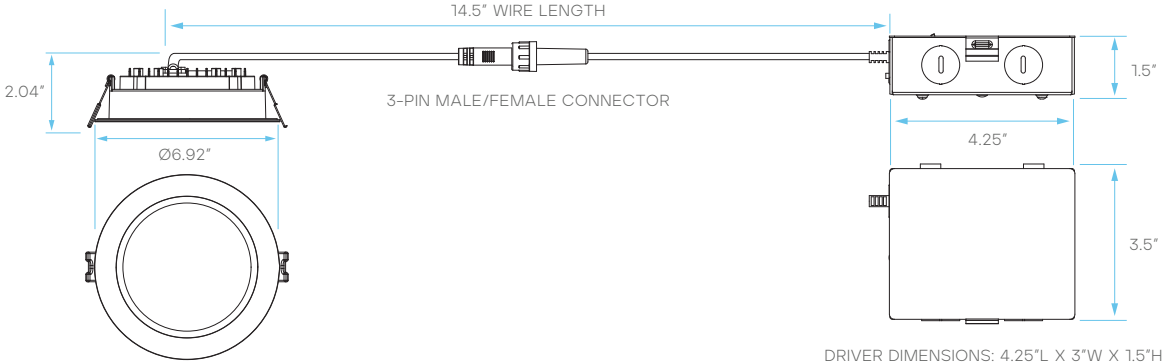 14.5" WIRE LENGTH
2.04"
3-PIN MALE/FEMALE CONNECTOR
1.5"
4.25"
Ø6.92"
3.5"
DRIVER DIMENSIONS: 4.25"L X 3"W X 1.5"H